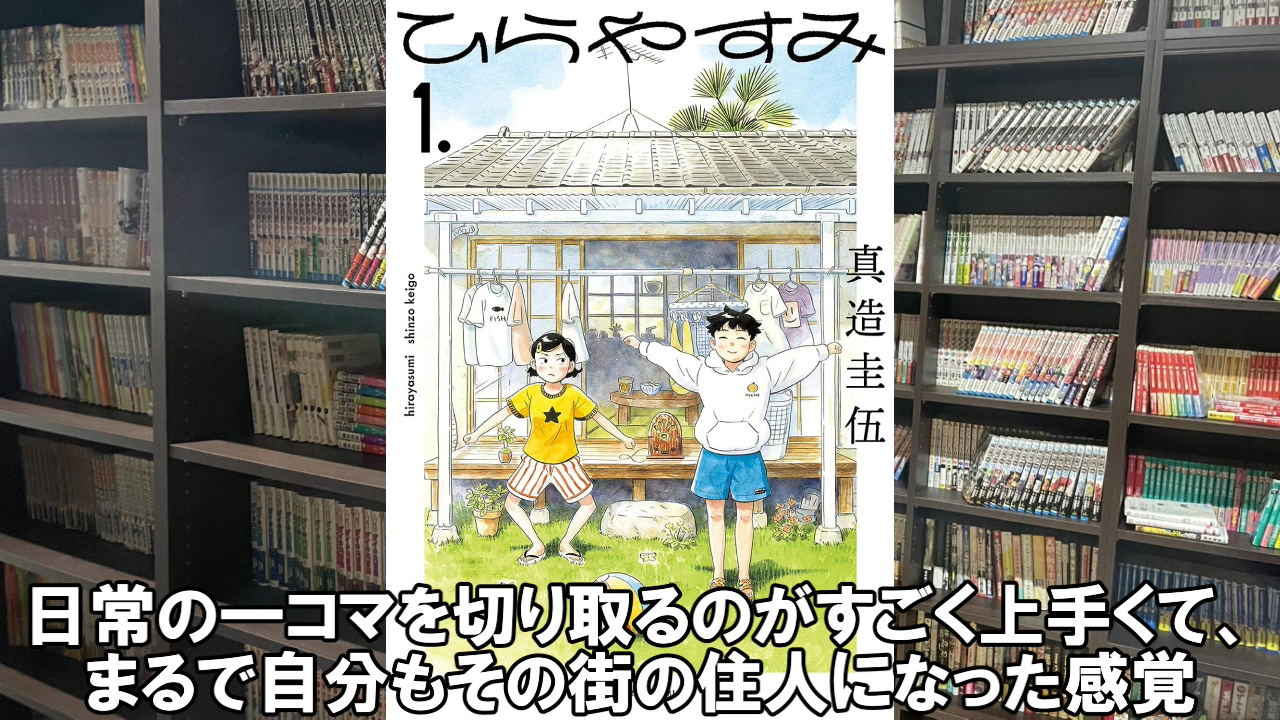 ひらやすみ
1.
真造圭伍
hirayasumi shinzo keigo
FISH
日常の一コマを切り取るのがすごく上手くて、
まるで自分もその街の住人になった感覚